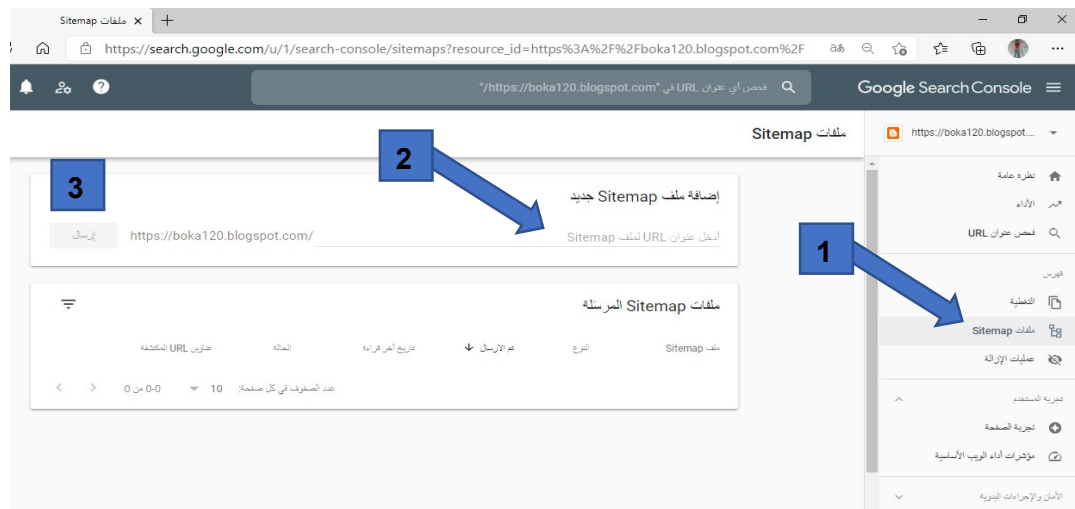 ملفات Sitemap
https://search.google.com/u/1/search-console/sitemaps?resource_id=https%3A%2F%2Fboka120.blogspot.com%2F
Google Search Console
فحص أي عنوان URL في "https://boka120.blogspot.com/"
https://boka120.blogspot....
ملفات Sitemap
نظرة عامة
الأداء
فحص عنوان URL
فهرس
التغطية
ملفات Sitemap
عمليات الإزالة
تجربة المستخدم
تجربة الصفحة
مؤشرات أداء الويب الأساسية
الأمان والإجراءات اليدوية
1
2
3
إضافة ملف Sitemap جديد
أدخل عنوان URL لملف Sitemap
https://boka120.blogspot.com/
إرسال
ملفات Sitemap المرسَلة
ملف Sitemap
النوع
تم الإرسال
تاريخ آخر قراءة
الحالة
عناوين URL المكتشفة
عدد الصفوف في كل صفحة: 10
0-0 من 0